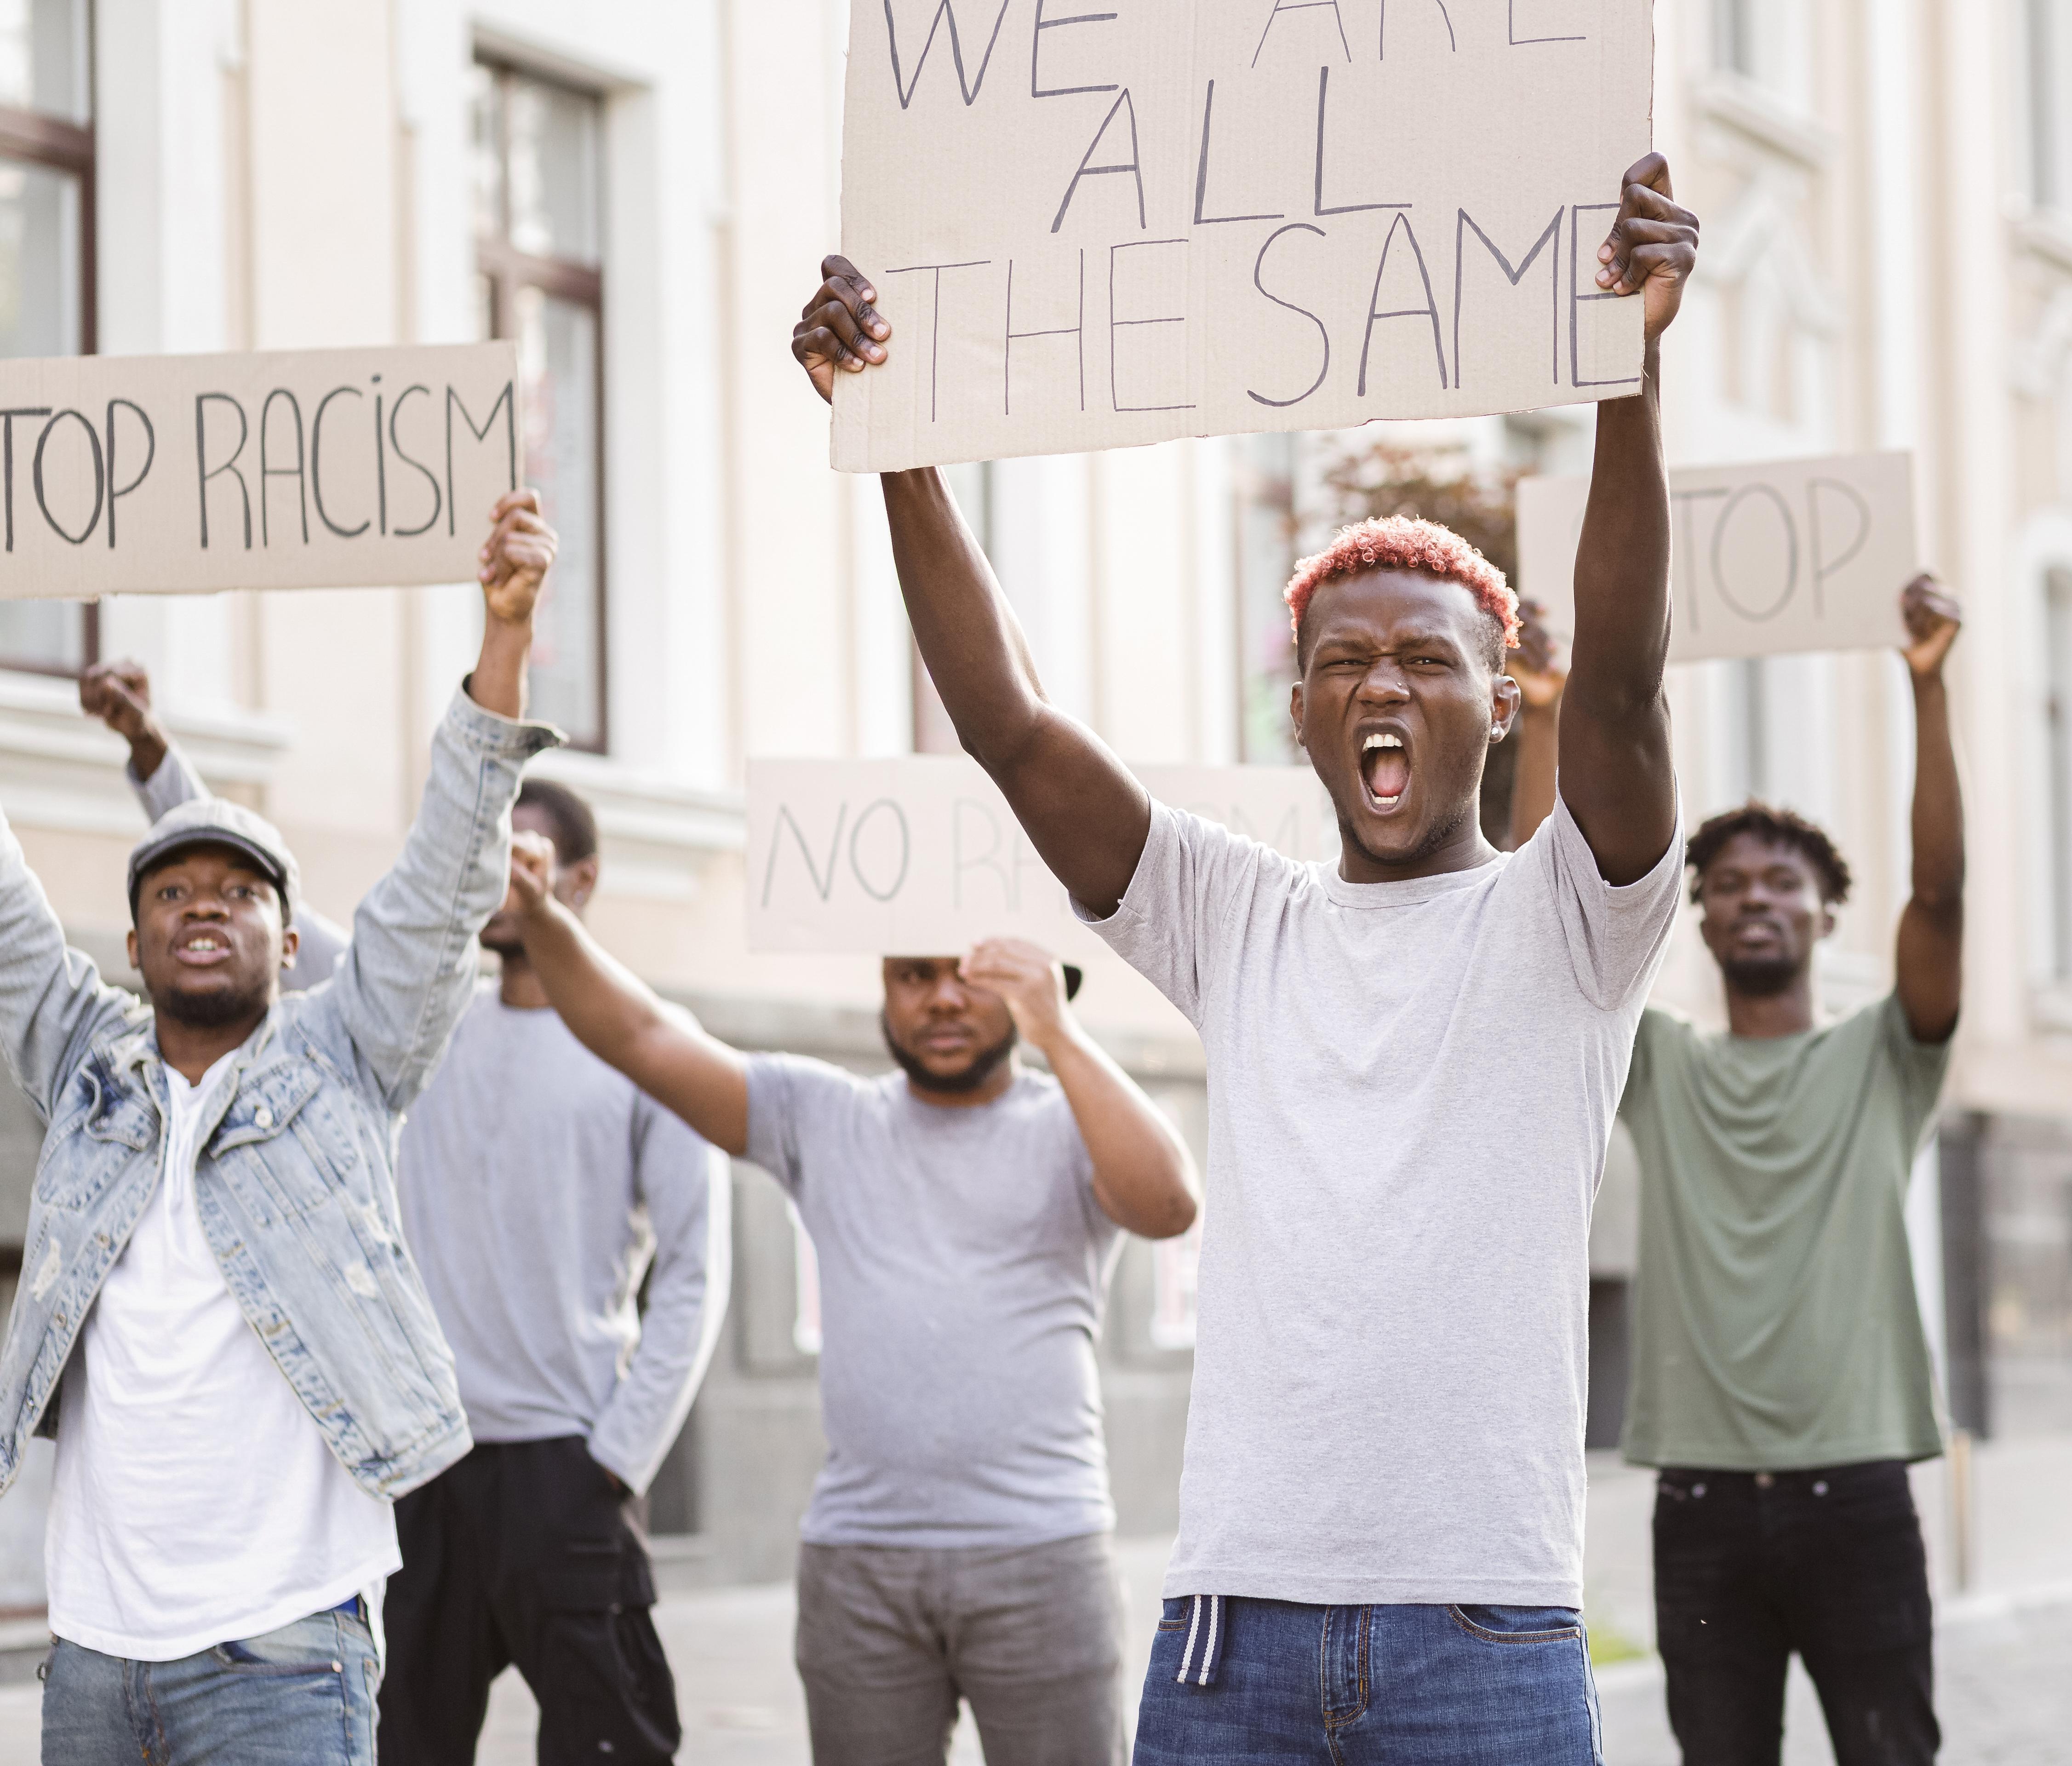 WE ARE
ALL
THE SAME
TOP RACISM
TOP
NO